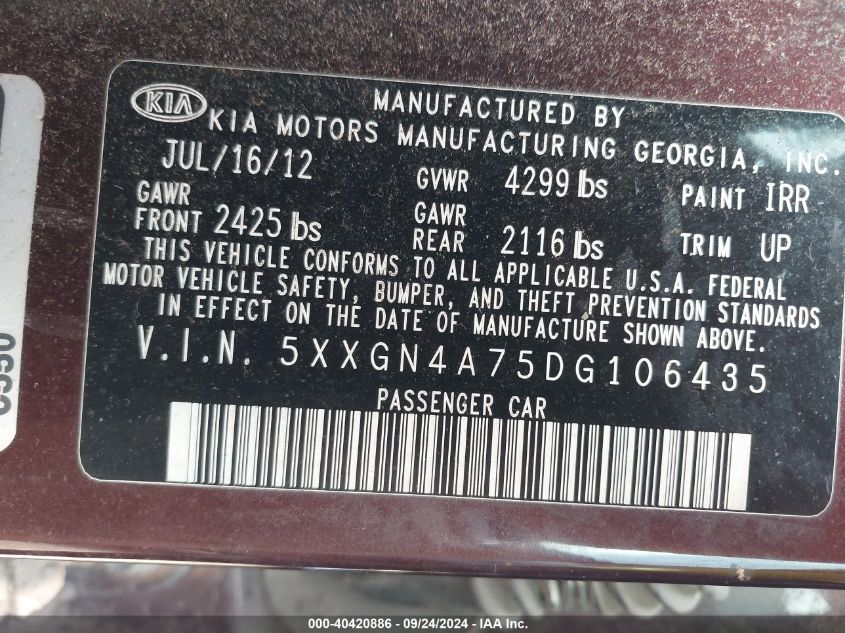 KIA
MANUFACTURED BY
KIA MOTORS MANUFACTURING GEORGIA, INC.
JUL/16/12 GVWR 4299 lbs PAINT IRR
GAWR FRONT 2425 lbs GAWR REAR 2116 lbs TRIM UP
THIS VEHICLE CONFORMS TO ALL APPLICABLE U.S.A. FEDERAL
MOTOR VEHICLE SAFETY, BUMPER, AND THEFT PREVENTION STANDARDS
IN EFFECT ON THE DATE OF MANUFACTURE SHOWN ABOVE.
V.I.N. 5XXGN4A75DG106435
PASSENGER CAR
000-40420886 - 09/24/2024 - IAA Inc.